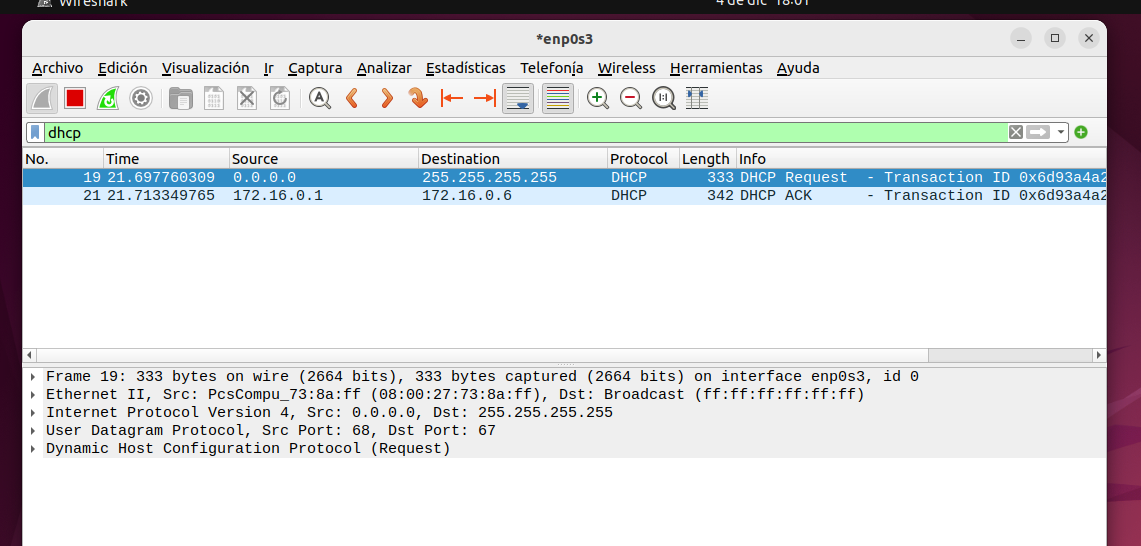 Wireshark 4 de dic 18:01
*enp0s3
Archivo Edición Visualización Ir Captura Analizar Estadísticas Telefonía Wireless Herramientas Ayuda
dhcp
No. Time Source Destination Protocol Length Info
19 21.697760309 0.0.0.0 255.255.255.255 DHCP 333 DHCP Request - Transaction ID 0x6d93a4a2
21 21.713349765 172.16.0.1 172.16.0.6 DHCP 342 DHCP ACK - Transaction ID 0x6d93a4a2
Frame 19: 333 bytes on wire (2664 bits), 333 bytes captured (2664 bits) on interface enp0s3, id 0
Ethernet II, Src: PcsCompu_73:8a:ff (08:00:27:73:8a:ff), Dst: Broadcast (ff:ff:ff:ff:ff:ff)
Internet Protocol Version 4, Src: 0.0.0.0, Dst: 255.255.255.255
User Datagram Protocol, Src Port: 68, Dst Port: 67
Dynamic Host Configuration Protocol (Request)